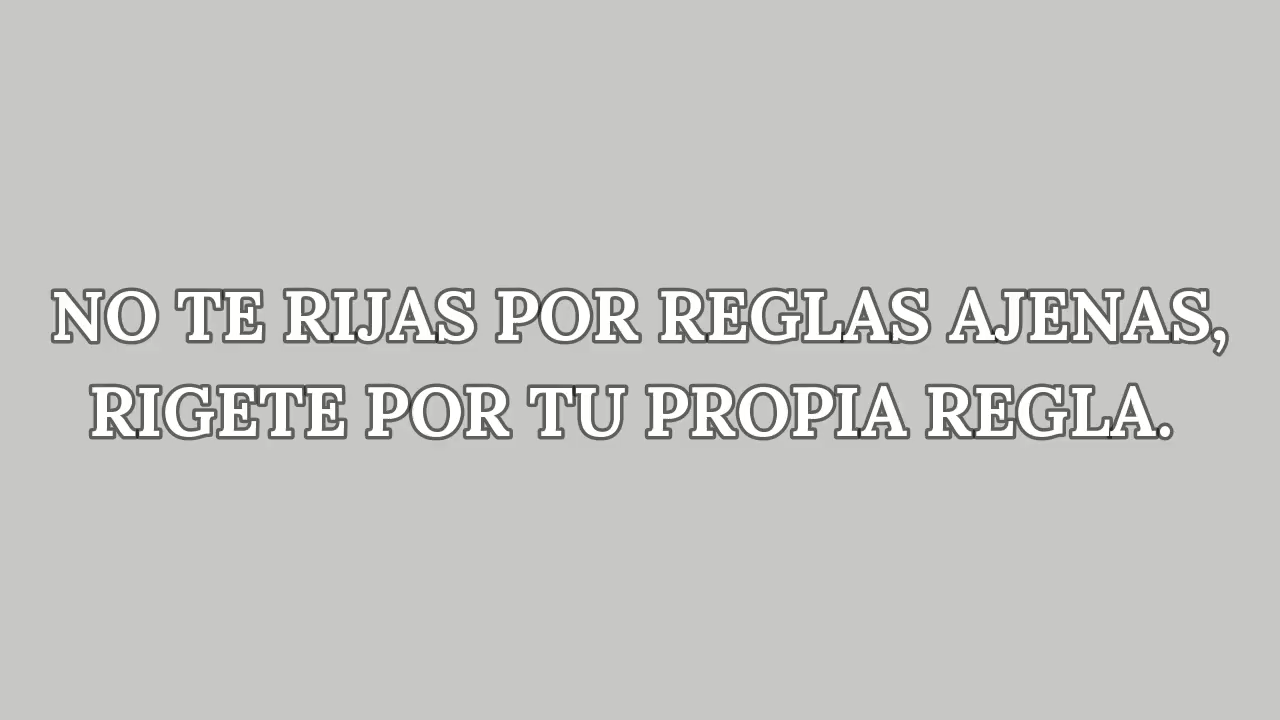 NO TE RIJAS POR REGLAS AJENAS,
RIGETE POR TU PROPIA REGLA.